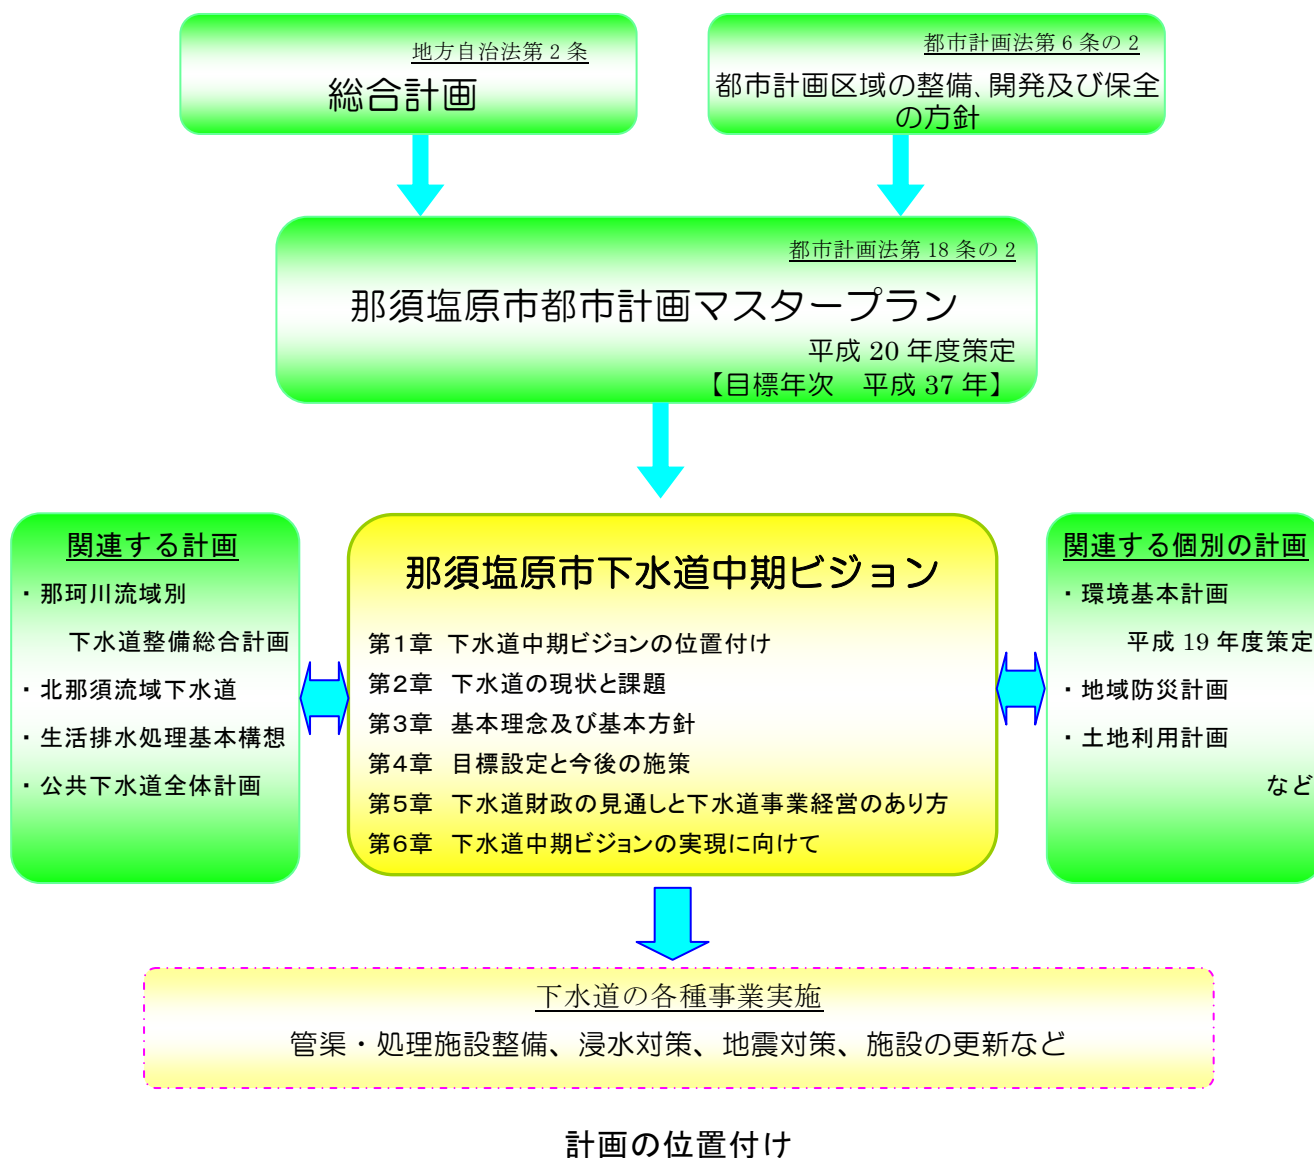 地方自治法第2条
総合計画
都市計画法第6条の2
都市計画区域の整備、開発及び保全
の方針
都市計画法第18条の2
那須塩原市都市計画マスタープラン
平成20年度策定
【目標年次　平成37年】
関連する計画
・那珂川流域別
下水道整備総合計画
・北那須流域下水道
・生活排水処理基本構想
・公共下水道全体計画
那須塩原市下水道中期ビジョン
第1章　下水道中期ビジョンの位置付け
第2章　下水道の現状と課題
第3章　基本理念及び基本方針
第4章　目標設定と今後の施策
第5章　下水道財政の見通しと下水道事業経営のあり方
第6章　下水道中期ビジョンの実現に向けて
関連する個別の計画
・環境基本計画
平成19年度策定
・地域防災計画
・土地利用計画
など
下水道の各種事業実施
管渠・処理施設整備、浸水対策、地震対策、施設の更新など
計画の位置付け